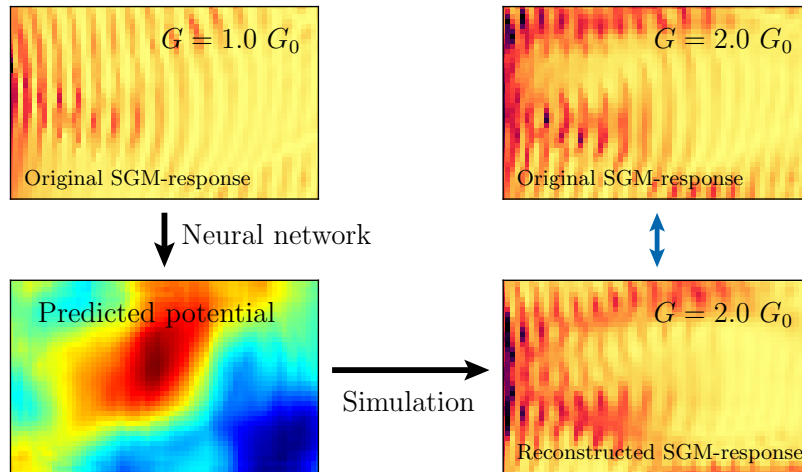 G = 1.0 G₀
Original SGM-response
G = 2.0 G₀
Original SGM-response
Neural network
Predicted potential
Simulation
G = 2.0 G₀
Reconstructed SGM-response